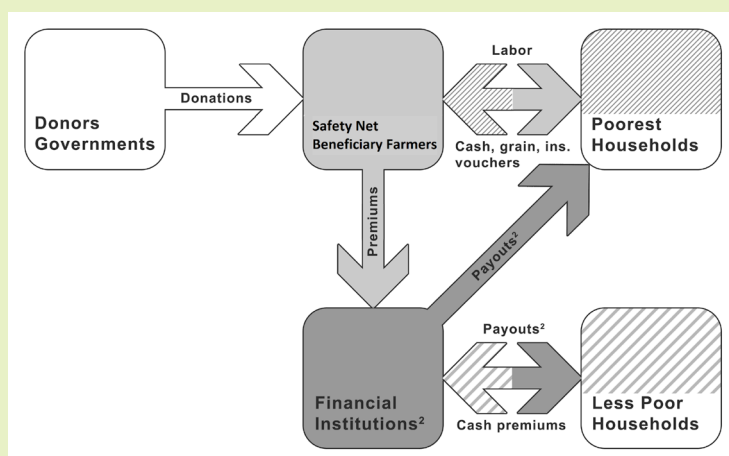 Donors
Governments
Donations
Safety Net
Beneficiary Farmers
Labor
Cash, grain, ins.
vouchers
Poorest
Households
Premiums
Payouts²
Financial
Institutions²
Payouts²
Cash premiums
Less Poor
Households